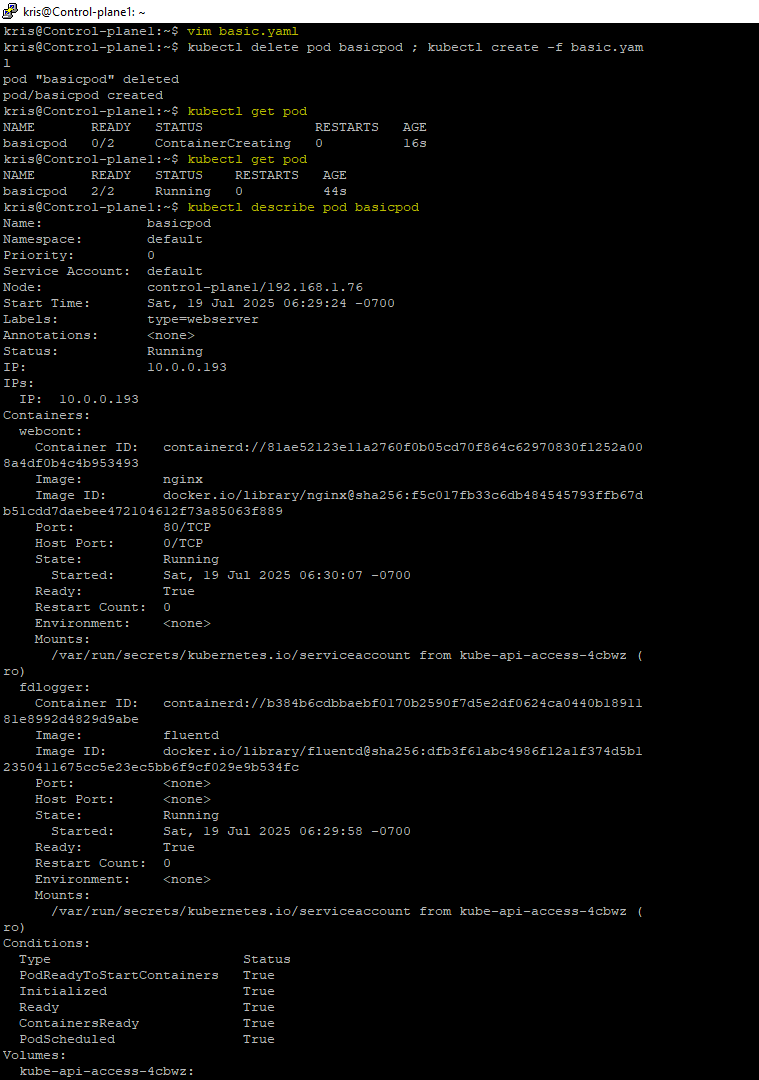 kris@Control-plane1: ~
kris@Control-plane1:~$ vim basic.yaml
kris@Control-plane1:~$ kubectl delete pod basicpod ; kubectl create -f basic.yam
l
pod "basicpod" deleted
pod/basicpod created
kris@Control-plane1:~$ kubectl get pod
NAME       READY   STATUS              RESTARTS   AGE
basicpod   0/2     ContainerCreating   0          16s
kris@Control-plane1:~$ kubectl get pod
NAME       READY   STATUS    RESTARTS   AGE
basicpod   2/2     Running   0          44s
kris@Control-plane1:~$ kubectl describe pod basicpod
Name:             basicpod
Namespace:        default
Priority:         0
Service Account:  default
Node:             control-plane1/192.168.1.76
Start Time:       Sat, 19 Jul 2025 06:29:24 -0700
Labels:           type=webserver
Annotations:      <none>
Status:           Running
IP:               10.0.0.193
IPs:
  IP:  10.0.0.193
Containers:
  webcont:
    Container ID:   containerd://81ae52123e11a2760f0b05cd70f864c62970830f1252a00
8a4df0b4c4b953493
    Image:          nginx
    Image ID:       docker.io/library/nginx@sha256:f5c017fb33c6db484545793ffb67d
b51cdd7daebee472104612f73a85063f889
    Port:           80/TCP
    Host Port:      0/TCP
    State:          Running
      Started:      Sat, 19 Jul 2025 06:30:07 -0700
    Ready:          True
    Restart Count:  0
    Environment:    <none>
    Mounts:
      /var/run/secrets/kubernetes.io/serviceaccount from kube-api-access-4cbwz (
ro)
  fdlogger:
    Container ID:   containerd://b384b6cdbbaebf0170b2590f7d5e2df0624ca0440b18911
81e8992d4829d9abe
    Image:          fluentd
    Image ID:       docker.io/library/fluentd@sha256:dfb3f61abc4986f12a1f374d5b1
2350411675cc5e23ec5bb6f9cf029e9b534fc
    Port:           <none>
    Host Port:      <none>
    State:          Running
      Started:      Sat, 19 Jul 2025 06:29:58 -0700
    Ready:          True
    Restart Count:  0
    Environment:    <none>
    Mounts:
      /var/run/secrets/kubernetes.io/serviceaccount from kube-api-access-4cbwz (
ro)
Conditions:
  Type                        Status
  PodReadyToStartContainers   True
  Initialized                 True
  Ready                       True
  ContainersReady             True
  PodScheduled                True
Volumes:
  kube-api-access-4cbwz: